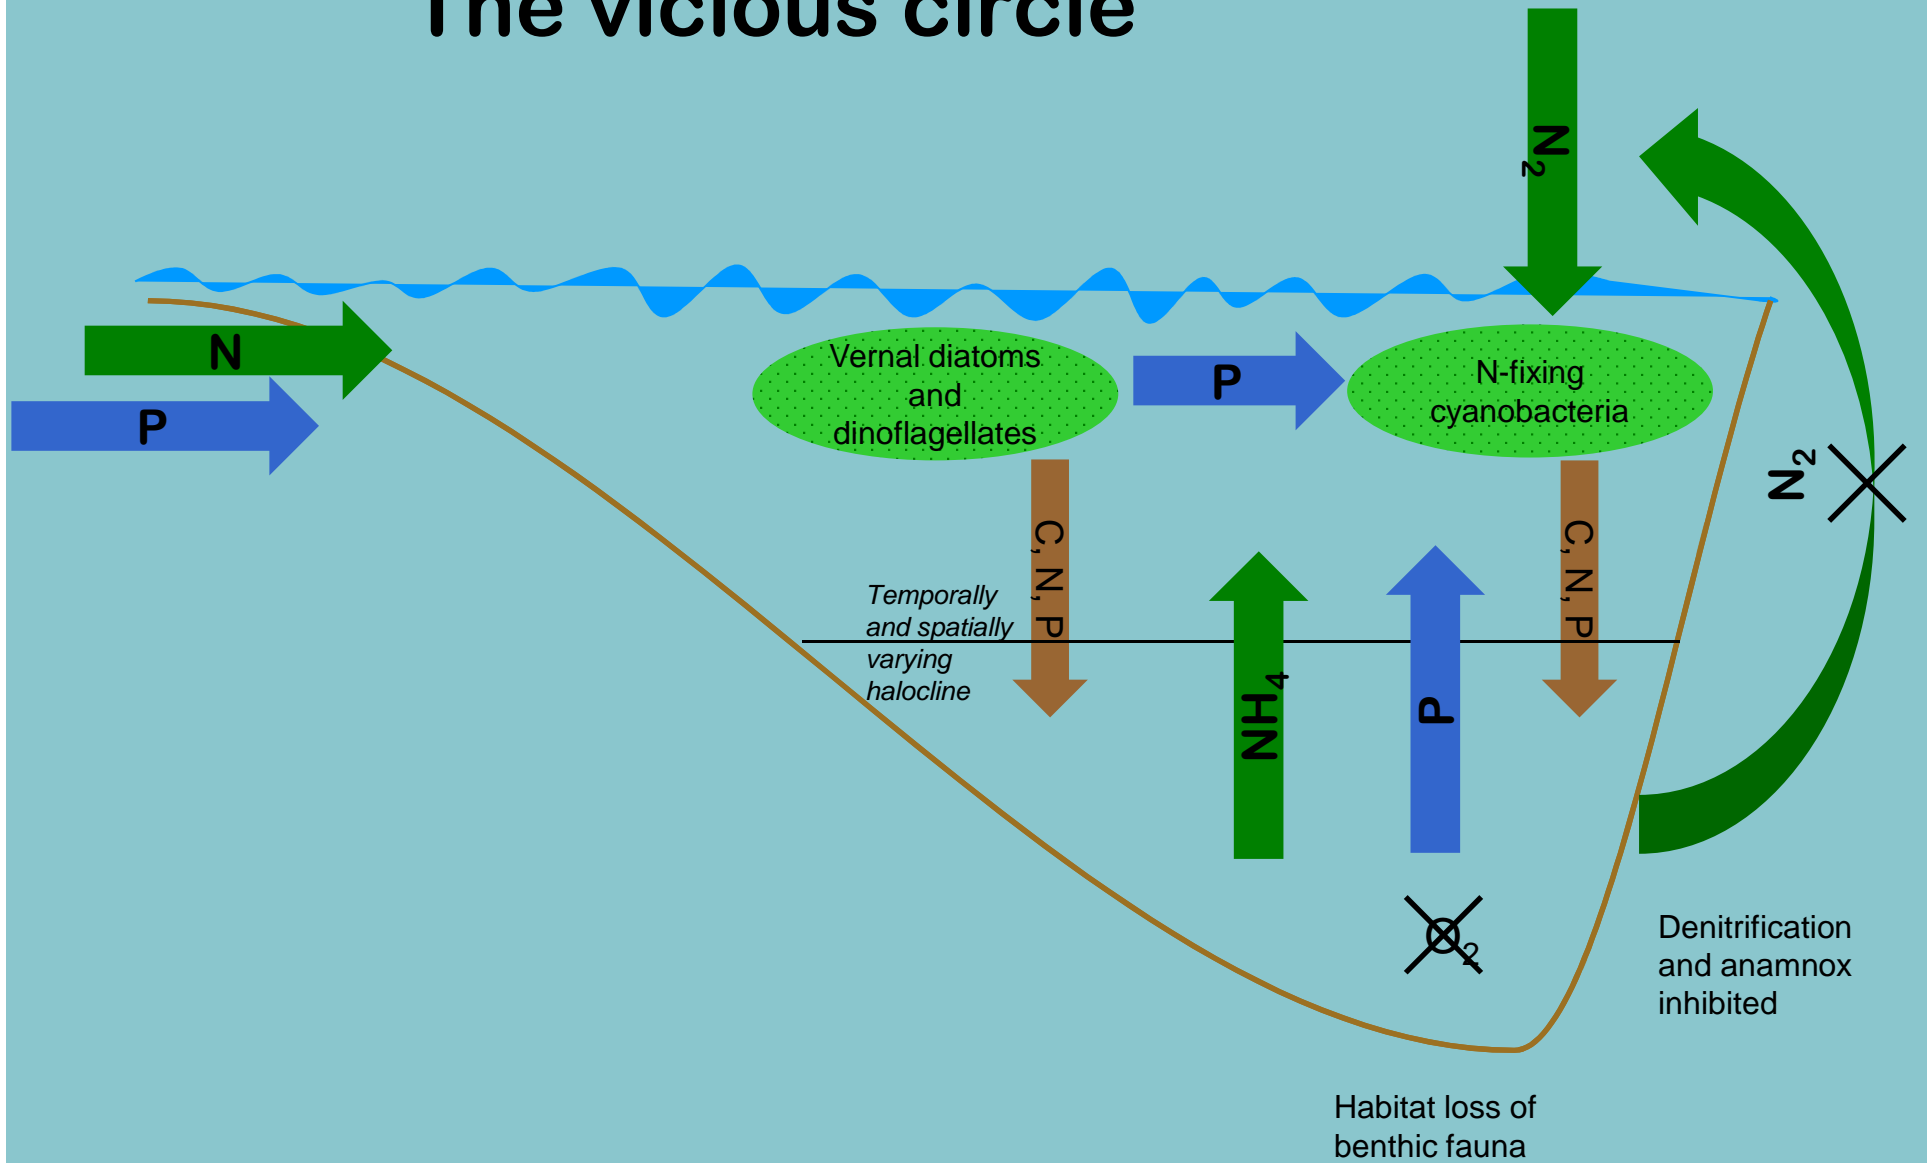 The vicious circle
N₂
N
P
Vernal diatoms
and
dinoflagellates
P
N-fixing
cyanobacteria
N₂
C, N, P
C, N, P
Temporally
and spatially
varying
halocline
NH₄
P
O₂
Denitrification
and anamnox
inhibited
Habitat loss of
benthic fauna